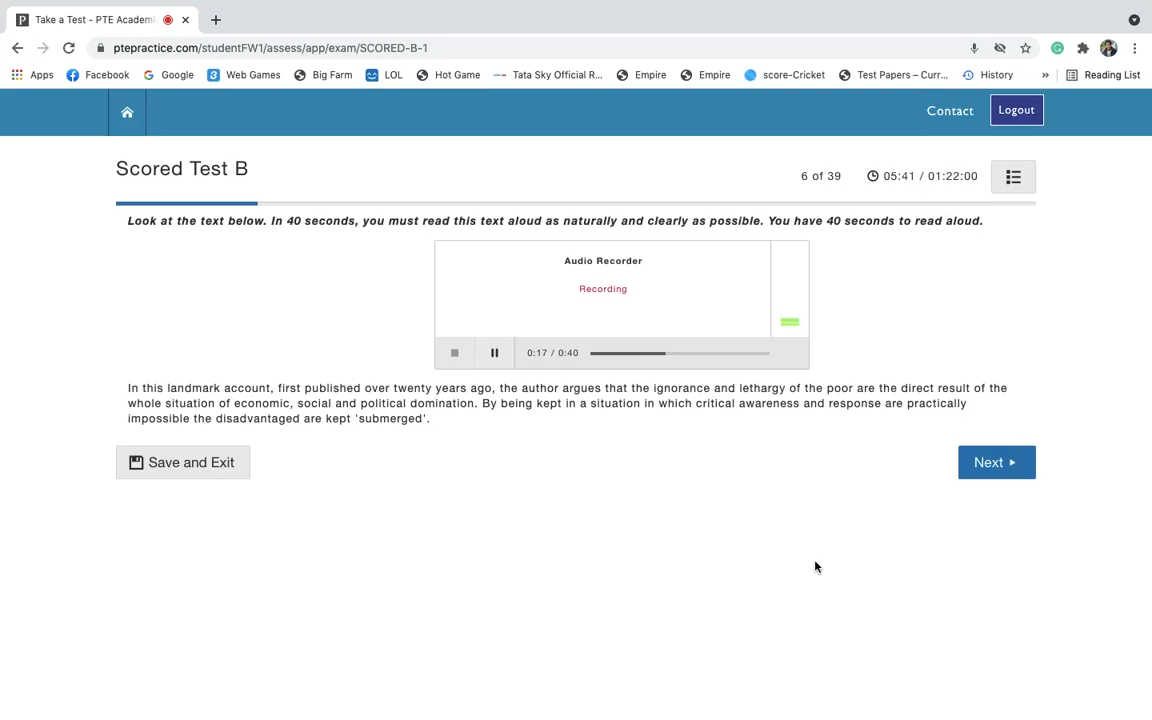 P Take a Test - PTE Academi
ptepractice.com/studentFW1/assess/app/exam/SCORED-B-1
Apps Facebook Google Web Games Big Farm LOL Hot Game Tata Sky Official R... Empire Empire score-Cricket Test Papers – Curr... History » Reading List
Contact Logout
Scored Test B
6 of 39 05:41 / 01:22:00
Look at the text below. In 40 seconds, you must read this text aloud as naturally and clearly as possible. You have 40 seconds to read aloud.
Audio Recorder
Recording
0:17 / 0:40
In this landmark account, first published over twenty years ago, the author argues that the ignorance and lethargy of the poor are the direct result of the
whole situation of economic, social and political domination. By being kept in a situation in which critical awareness and response are practically
impossible the disadvantaged are kept 'submerged'.
Save and Exit Next